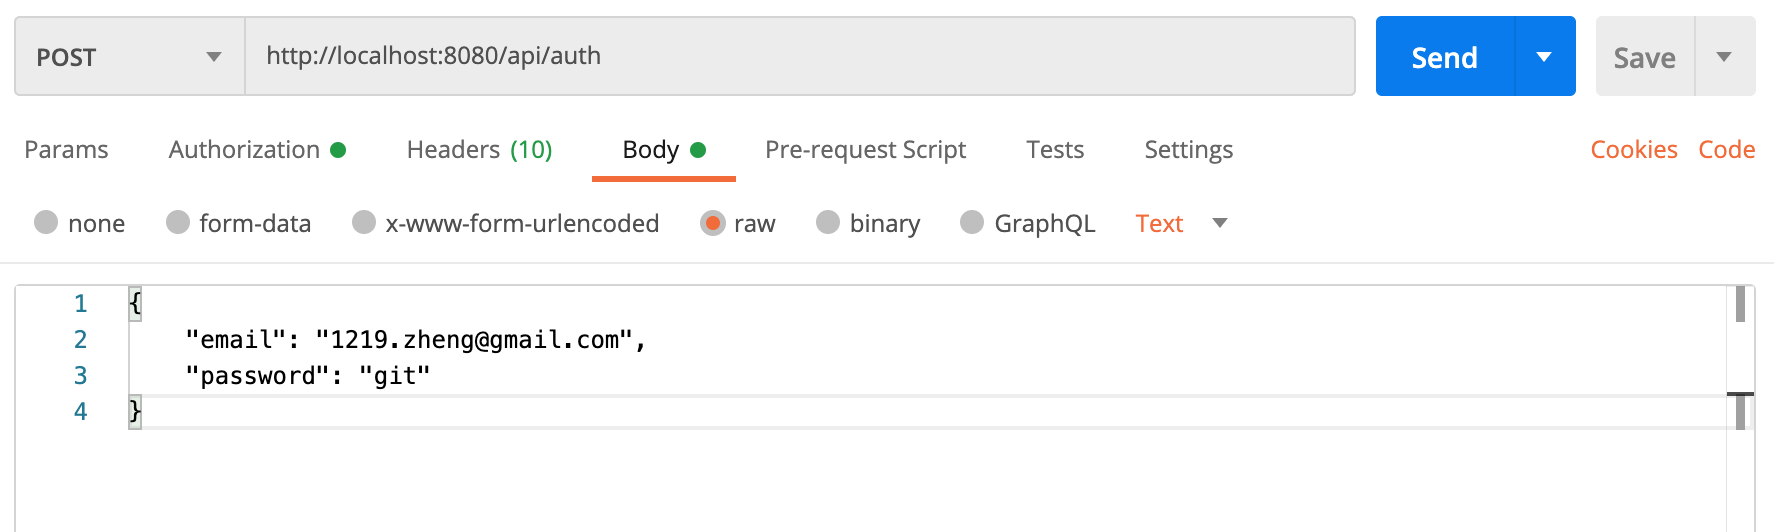 POST http://localhost:8080/api/auth Send Save
Params Authorization Headers (10) Body Pre-request Script Tests Settings Cookies Code
none form-data x-www-form-urlencoded raw binary GraphQL Text
1 {
2 "email": "1219.zheng@gmail.com",
3 "password": "git"
4 }